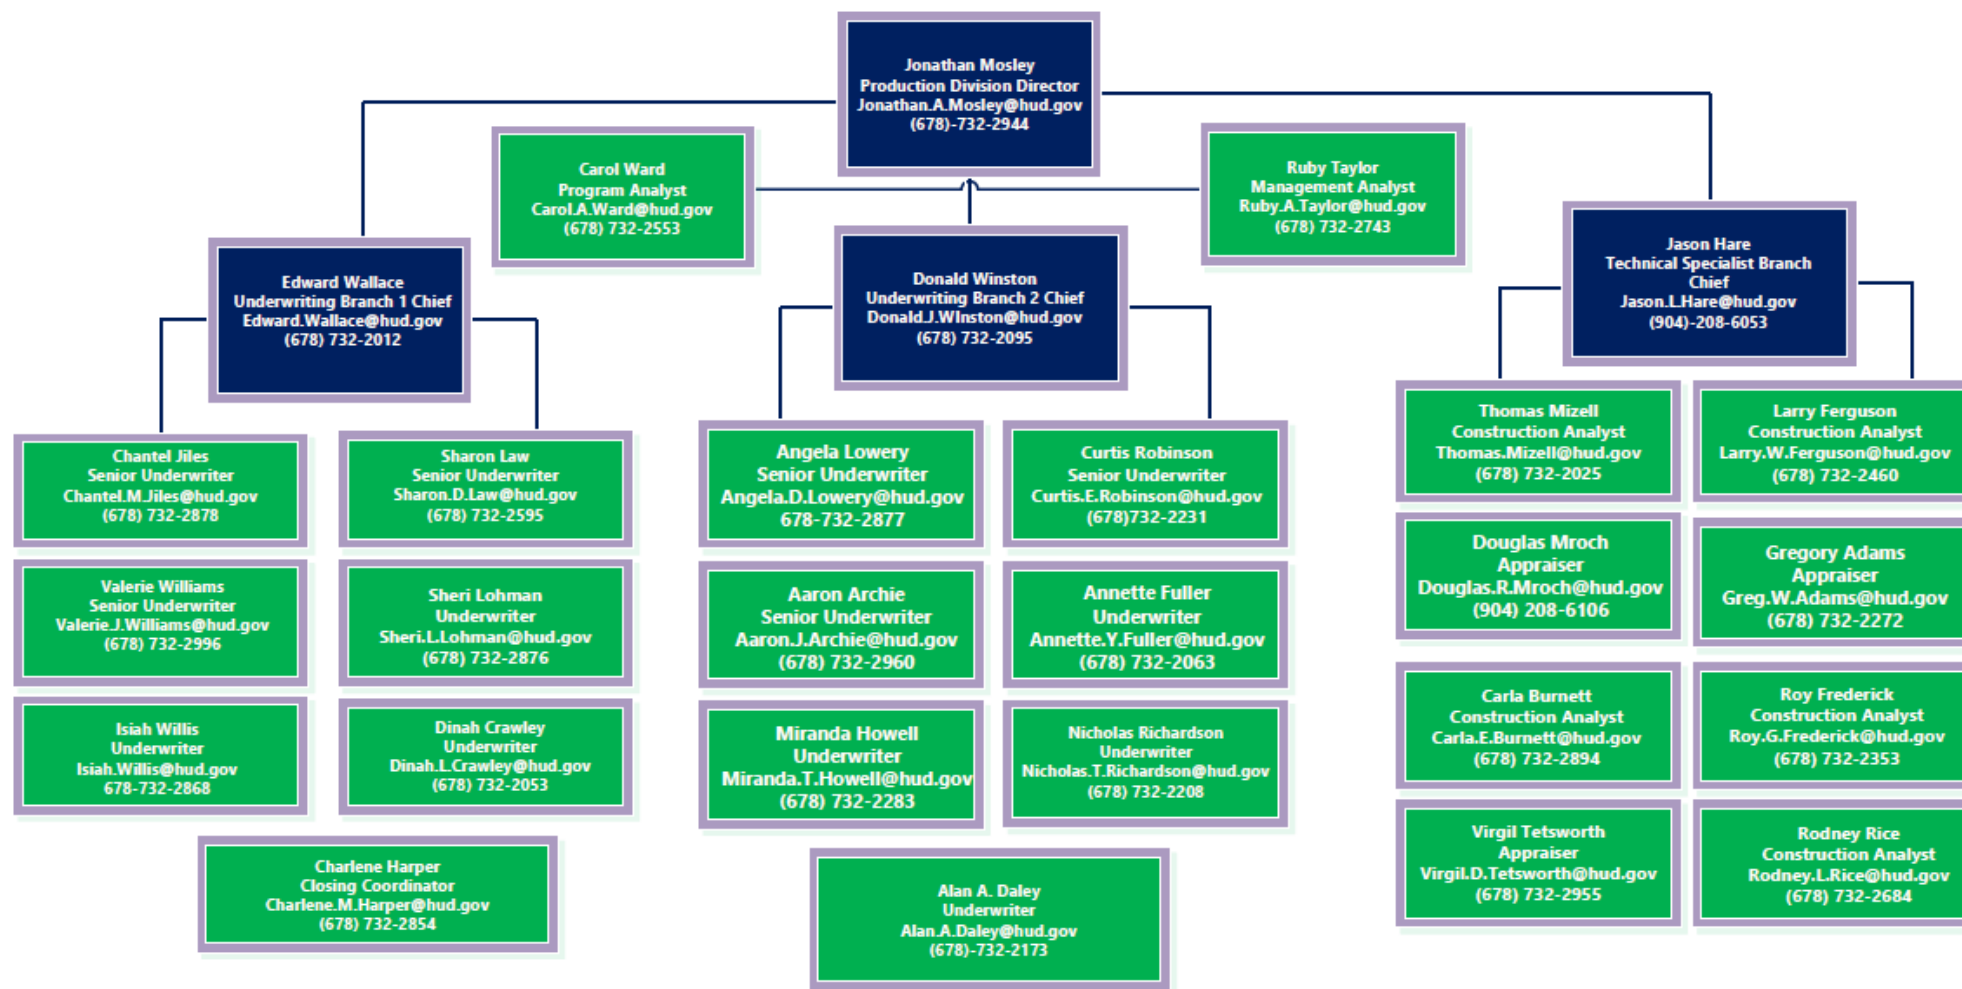 Jonathan Mosley
Production Division Director
Jonathan.A.Mosley@hud.gov
(678)-732-2944
Carol Ward
Program Analyst
Carol.A.Ward@hud.gov
(678) 732-2553
Ruby Taylor
Management Analyst
Ruby.A.Taylor@hud.gov
(678) 732-2743
Edward Wallace
Underwriting Branch 1 Chief
Edward.Wallace@hud.gov
(678) 732-2012
Donald Winston
Underwriting Branch 2 Chief
Donald.J.WInston@hud.gov
(678) 732-2095
Jason Hare
Technical Specialist Branch
Chief
Jason.L.Hare@hud.gov
(904)-208-6053
Chantel Jiles
Senior Underwriter
Chantel.M.Jiles@hud.gov
(678) 732-2878
Sharon Law
Senior Underwriter
Sharon.D.Law@hud.gov
(678) 732-2595
Valerie Williams
Senior Underwriter
Valerie.J.Williams@hud.gov
(678) 732-2996
Sheri Lohman
Underwriter
Sheri.L.Lohman@hud.gov
(678) 732-2876
Isiah Willis
Underwriter
Isiah.Willis@hud.gov
678-732-2868
Dinah Crawley
Underwriter
Dinah.L.Crawley@hud.gov
(678) 732-2053
Charlene Harper
Closing Coordinator
Charlene.M.Harper@hud.gov
(678) 732-2854
Angela Lowery
Senior Underwriter
Angela.D.Lowery@hud.gov
678-732-2877
Curtis Robinson
Senior Underwriter
Curtis.E.Robinson@hud.gov
(678)732-2231
Aaron Archie
Senior Underwriter
Aaron.J.Archie@hud.gov
(678) 732-2960
Annette Fuller
Underwriter
Annette.Y.Fuller@hud.gov
(678) 732-2063
Miranda Howell
Underwriter
Miranda.T.Howell@hud.gov
(678) 732-2283
Nicholas Richardson
Underwriter
Nicholas.T.Richardson@hud.gov
(678) 732-2208
Alan A. Daley
Underwriter
Alan.A.Daley@hud.gov
(678)-732-2173
Thomas Mizell
Construction Analyst
Thomas.Mizell@hud.gov
(678) 732-2025
Larry Ferguson
Construction Analyst
Larry.W.Ferguson@hud.gov
(678) 732-2460
Douglas Mroch
Appraiser
Douglas.R.Mroch@hud.gov
(904) 208-6106
Gregory Adams
Appraiser
Greg.W.Adams@hud.gov
(678) 732-2272
Carla Burnett
Construction Analyst
Carla.E.Burnett@hud.gov
(678) 732-2894
Roy Frederick
Construction Analyst
Roy.G.Frederick@hud.gov
(678) 732-2353
Virgil Tetsworth
Appraiser
Virgil.D.Tetsworth@hud.gov
(678) 732-2955
Rodney Rice
Construction Analyst
Rodney.L.Rice@hud.gov
(678) 732-2684